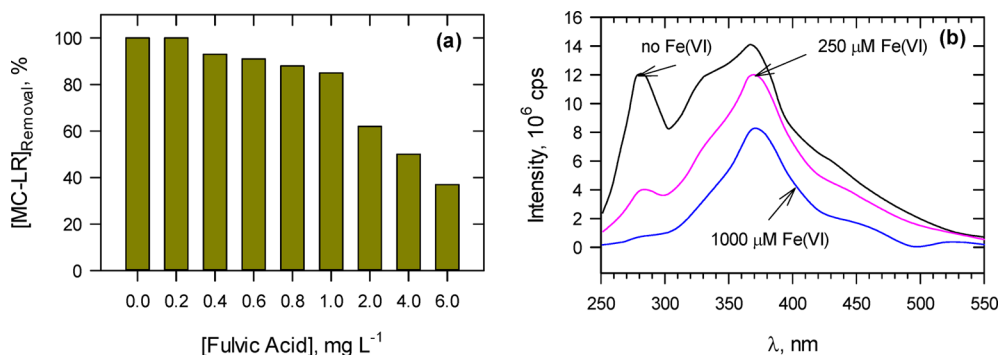 (a)
[MC-LR]Removal, %
100
80
60
40
20
0
0.0 0.2 0.4 0.6 0.8 1.0 2.0 4.0 6.0
[Fulvic Acid], mg L-1
(b)
no Fe(VI)
250 μM Fe(VI)
1000 μM Fe(VI)
Intensity, 10⁶ cps
16
14
12
10
8
6
4
2
0
250 300 350 400 450 500 550
λ, nm